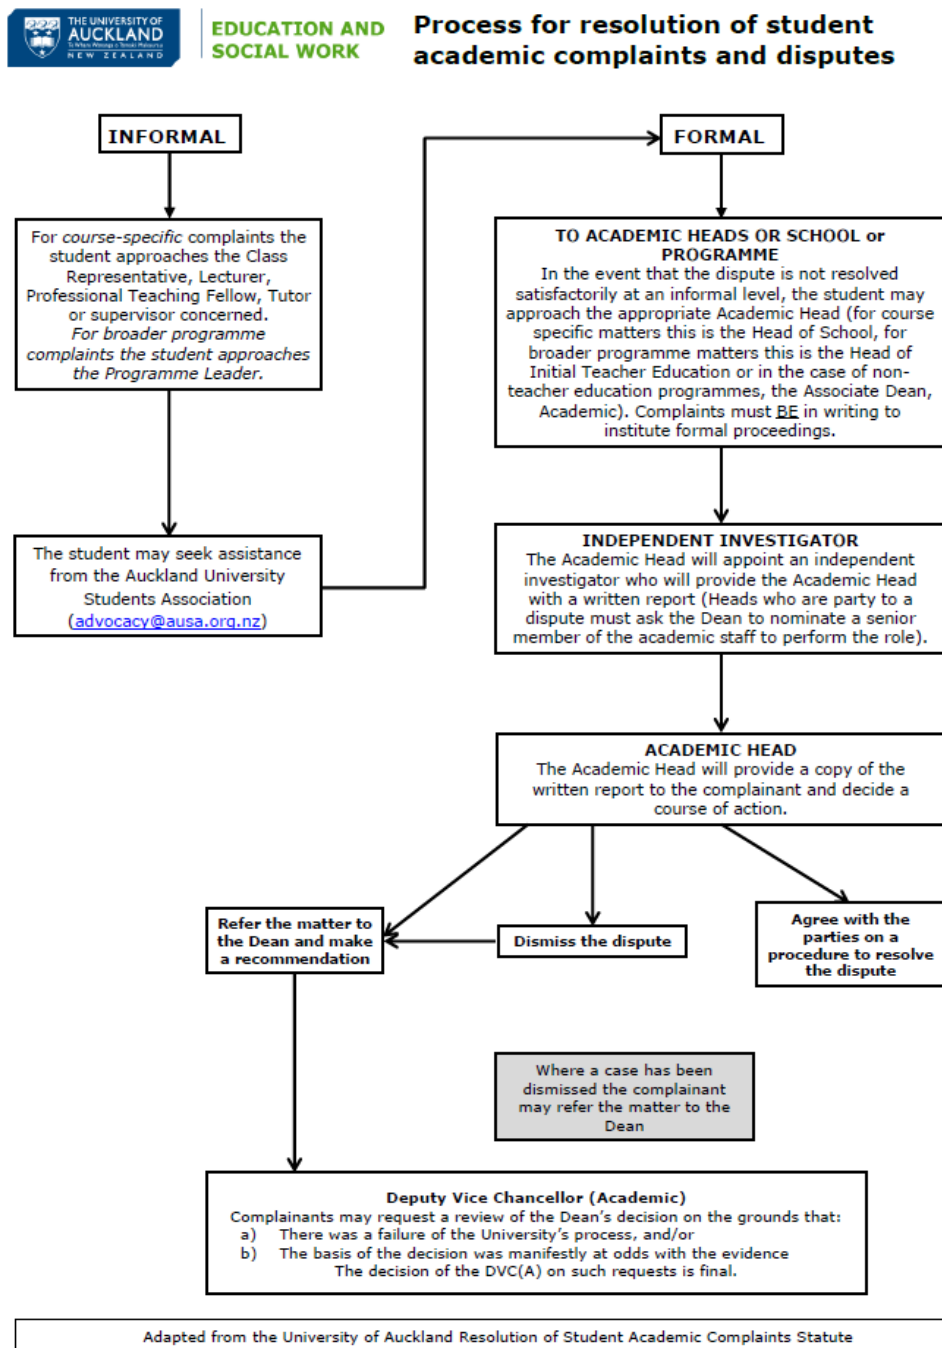 THE UNIVERSITY OF
AUCKLAND
Te Whare Wānanga o Tāmaki Makaurau
NEW ZEALAND
EDUCATION AND
SOCIAL WORK
Process for resolution of student
academic complaints and disputes
INFORMAL
For course-specific complaints the
student approaches the Class
Representative, Lecturer,
Professional Teaching Fellow, Tutor
or supervisor concerned.
For broader programme
complaints the student approaches
the Programme Leader.
The student may seek assistance
from the Auckland University
Students Association
(advocacy@ausa.org.nz)
FORMAL
TO ACADEMIC HEADS OR SCHOOL or
PROGRAMME
In the event that the dispute is not resolved
satisfactorily at an informal level, the student may
approach the appropriate Academic Head (for course
specific matters this is the Head of School, for
broader programme matters this is the Head of
Initial Teacher Education or in the case of non-
teacher education programmes, the Associate Dean,
Academic). Complaints must BE in writing to
institute formal proceedings.
INDEPENDENT INVESTIGATOR
The Academic Head will appoint an independent
investigator who will provide the Academic Head
with a written report (Heads who are party to a
dispute must ask the Dean to nominate a senior
member of the academic staff to perform the role).
ACADEMIC HEAD
The Academic Head will provide a copy of the
written report to the complainant and decide a
course of action.
Refer the matter to
the Dean and make
a recommendation
Dismiss the dispute
Agree with the
parties on a
procedure to resolve
the dispute
Where a case has been
dismissed the complainant
may refer the matter to the
Dean
Deputy Vice Chancellor (Academic)
Complainants may request a review of the Dean's decision on the grounds that:
a) There was a failure of the University's process, and/or
b) The basis of the decision was manifestly at odds with the evidence
The decision of the DVC(A) on such requests is final.
Adapted from the University of Auckland Resolution of Student Academic Complaints Statute